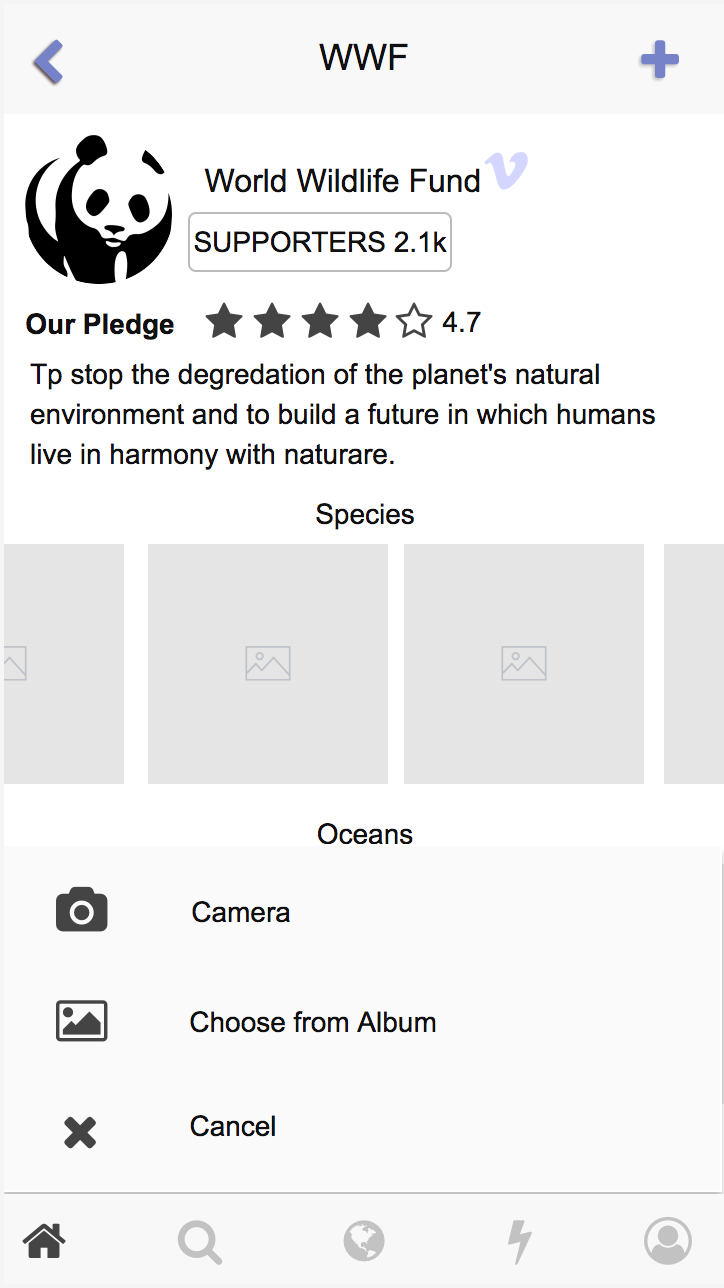 WWF
World Wildlife Fund
SUPPORTERS 2.1k
Our Pledge 4.7
Tp stop the degredation of the planet's natural
environment and to build a future in which humans
live in harmony with naturare.
Species
Oceans
Camera
Choose from Album
Cancel